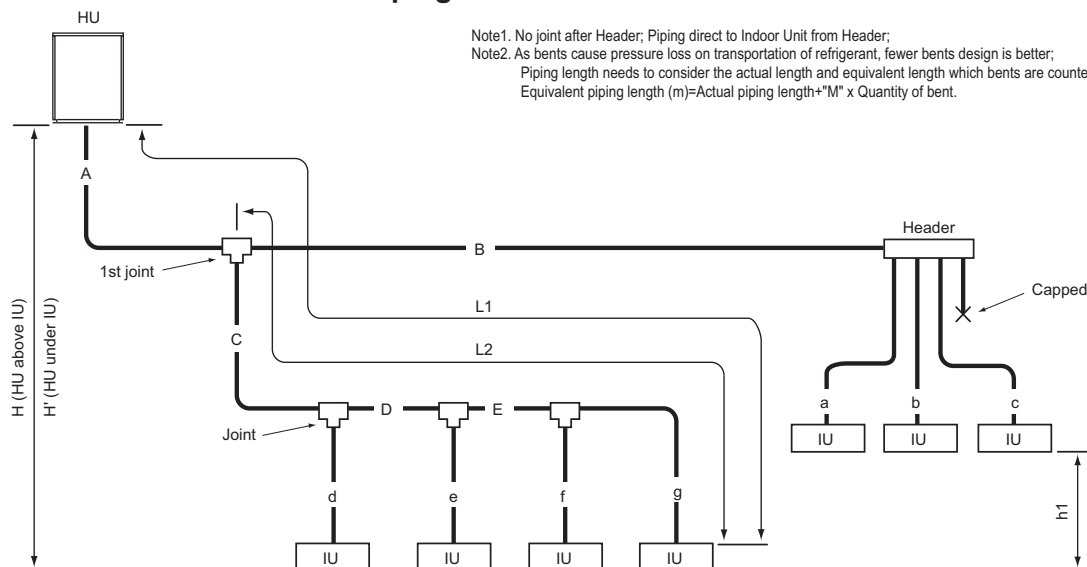 HU
Note1. No joint after Header; Piping direct to Indoor Unit from Header;
Note2. As bents cause pressure loss on transportation of refrigerant, fewer bents design is better;
Piping length needs to consider the actual length and equivalent length which bents are counte
Equivalent piping length (m)=Actual piping length+"M" x Quantity of bent.
A
Header
B
1st joint
Capped
L1
H (HU above IU)
H' (HU under IU)
C
L2
a
b
c
D
E
Joint
IU
IU
IU
d
e
f
g
h1
IU
IU
IU
IU